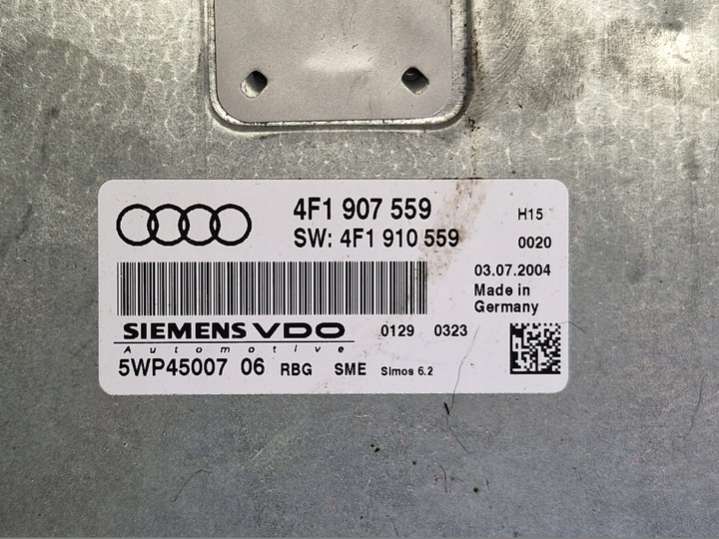 4F1 907 559
H15
SW: 4F1 910 559
0020
03.07.2004
Made in
Germany
SIEMENS VDO
0129 0323
Automotive
5WP45007 06 RBG SME Simos 6.2